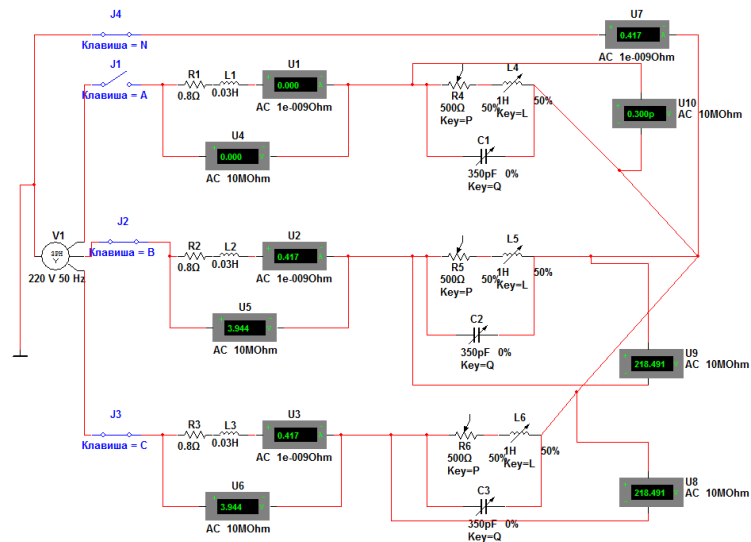 J4
Клавиша = N
U7
0.417
AC 1e-009Ohm
J1
Клавиша = A
R1
0.8Ω
L1
0.03H
U1
0.000
AC 1e-009Ohm
U4
0.000
AC 10MOhm
R4
500Ω
Key=P
50%
L4
1H
Key=L
50%
C1
350pF 0%
Key=Q
U10
0.300p
AC 10MOhm
V1
3PH
Y
220 V 50 Hz
J2
Клавиша = B
R2
0.8Ω
L2
0.03H
U2
0.417
AC 1e-009Ohm
U5
3.944
AC 10MOhm
R5
500Ω
Key=P
50%
L5
1H
Key=L
50%
C2
350pF 0%
Key=Q
U9
218.491
AC 10MOhm
J3
Клавиша = C
R3
0.8Ω
L3
0.03H
U3
0.417
AC 1e-009Ohm
U6
3.944
AC 10MOhm
R6
500Ω
Key=P
50%
L6
1H
Key=L
50%
C3
350pF 0%
Key=Q
U8
218.491
AC 10MOhm